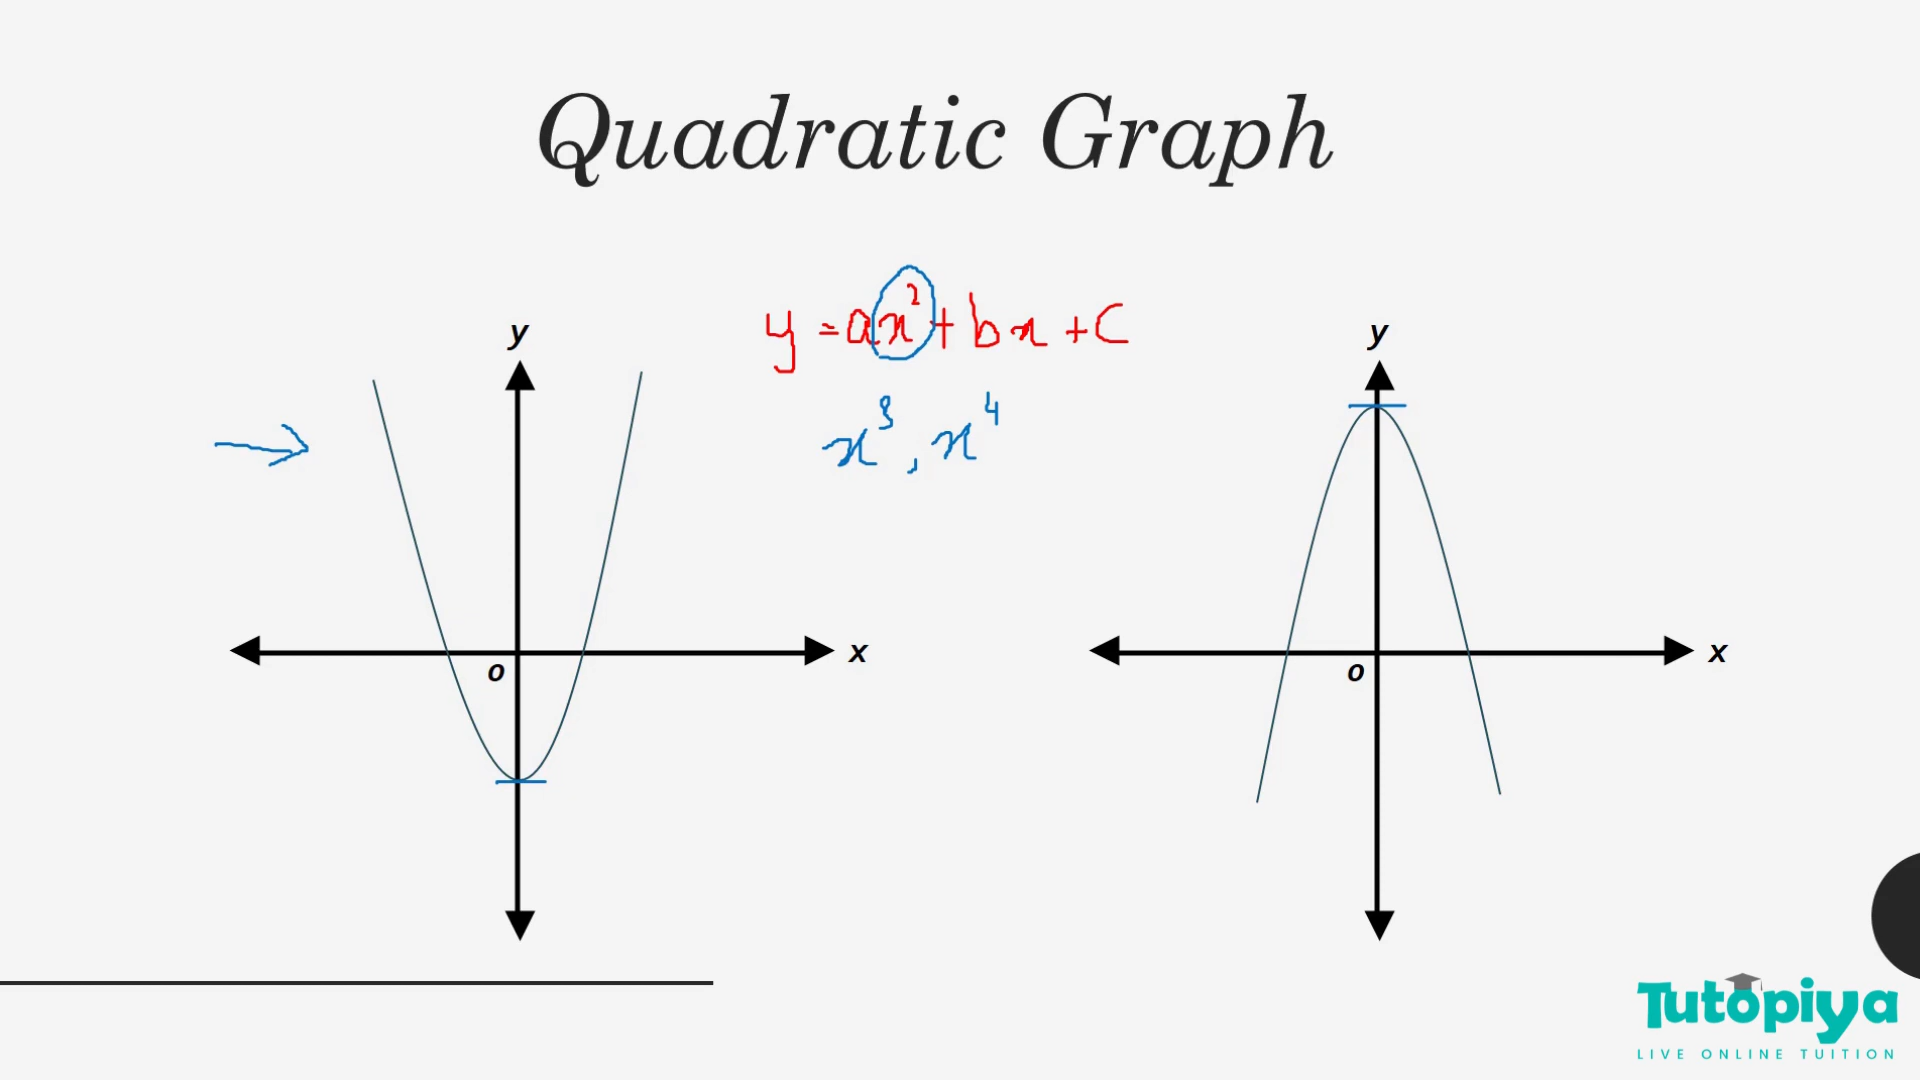 Quadratic Graph
y = ax² + bx + c
x³, x⁴
y
x
o
y
x
o
Tutopiya
LIVE ONLINE TUITION